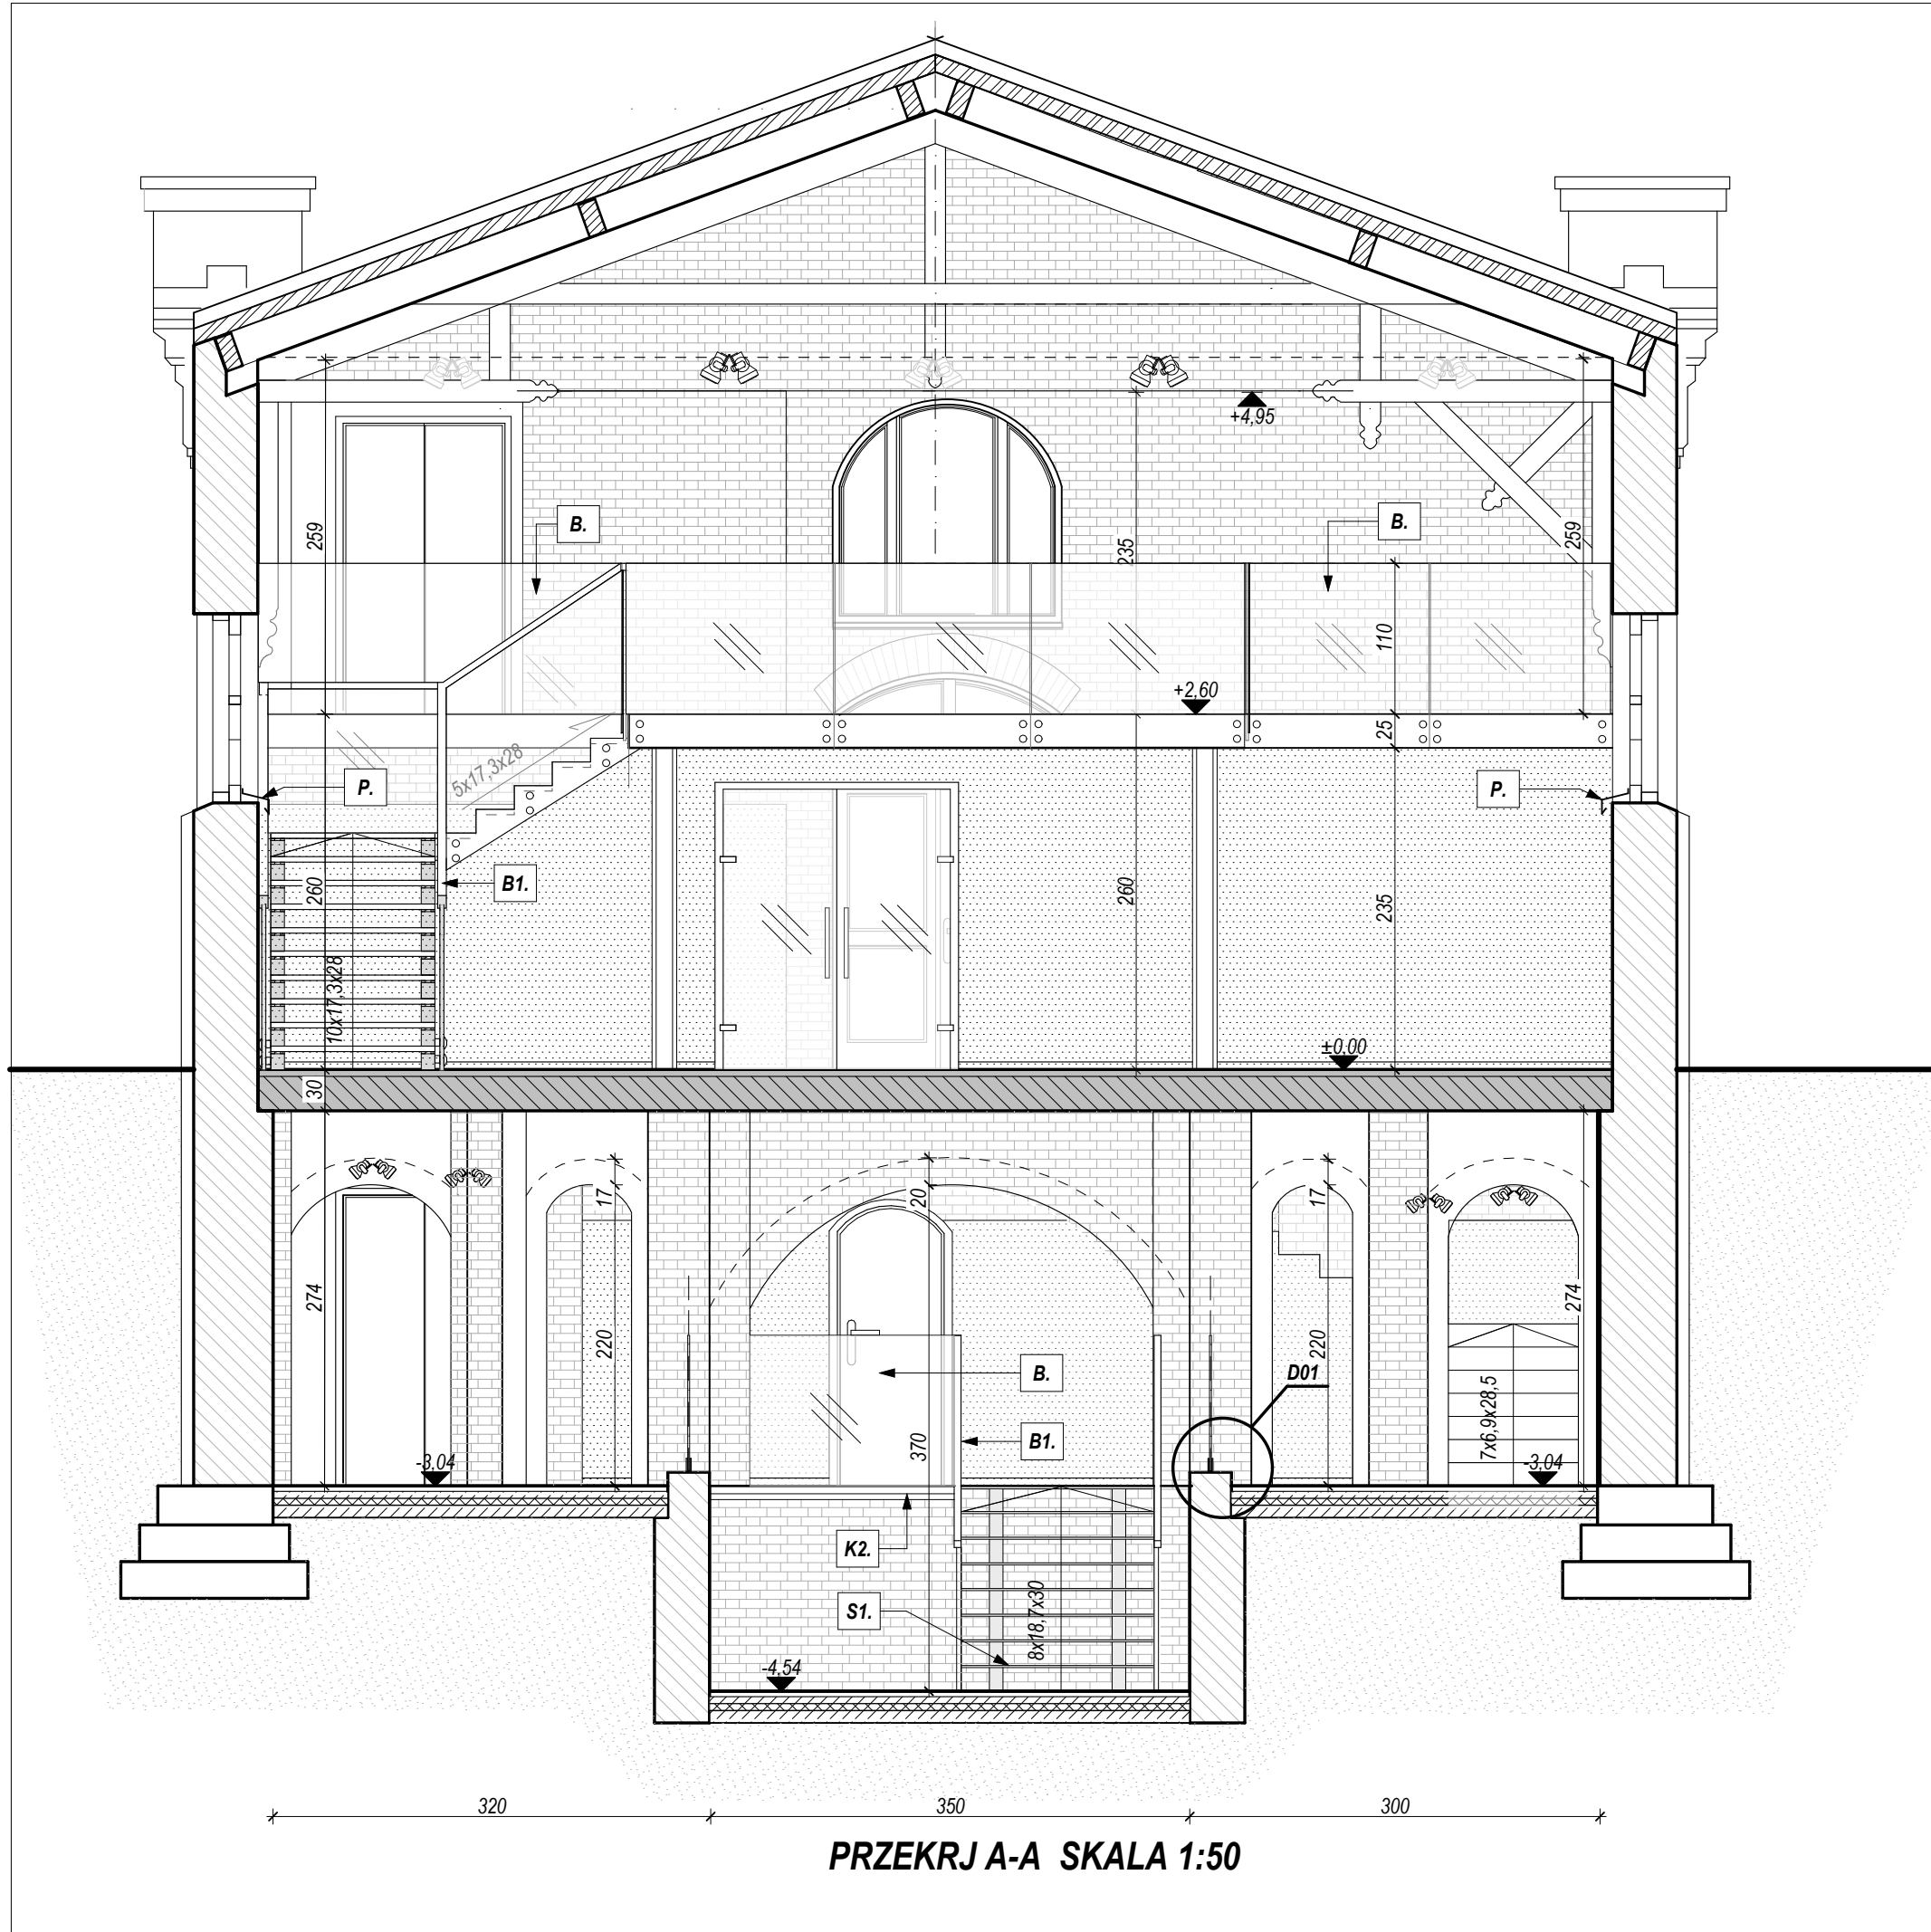 +4,95
259
B.
235
B.
259
110
+2,60
25
5x17,3x28
P.
P.
260
B1.
260
235
10x17,3x28
±0,00
30
17
20
17
274
220
B.
D01
220
274
370
B1.
7x6,9x28,5
-3,04
-3,04
K2.
S1.
8x18,7x30
-4,54
320
350
300
PRZEKRJ A-A SKALA 1:50